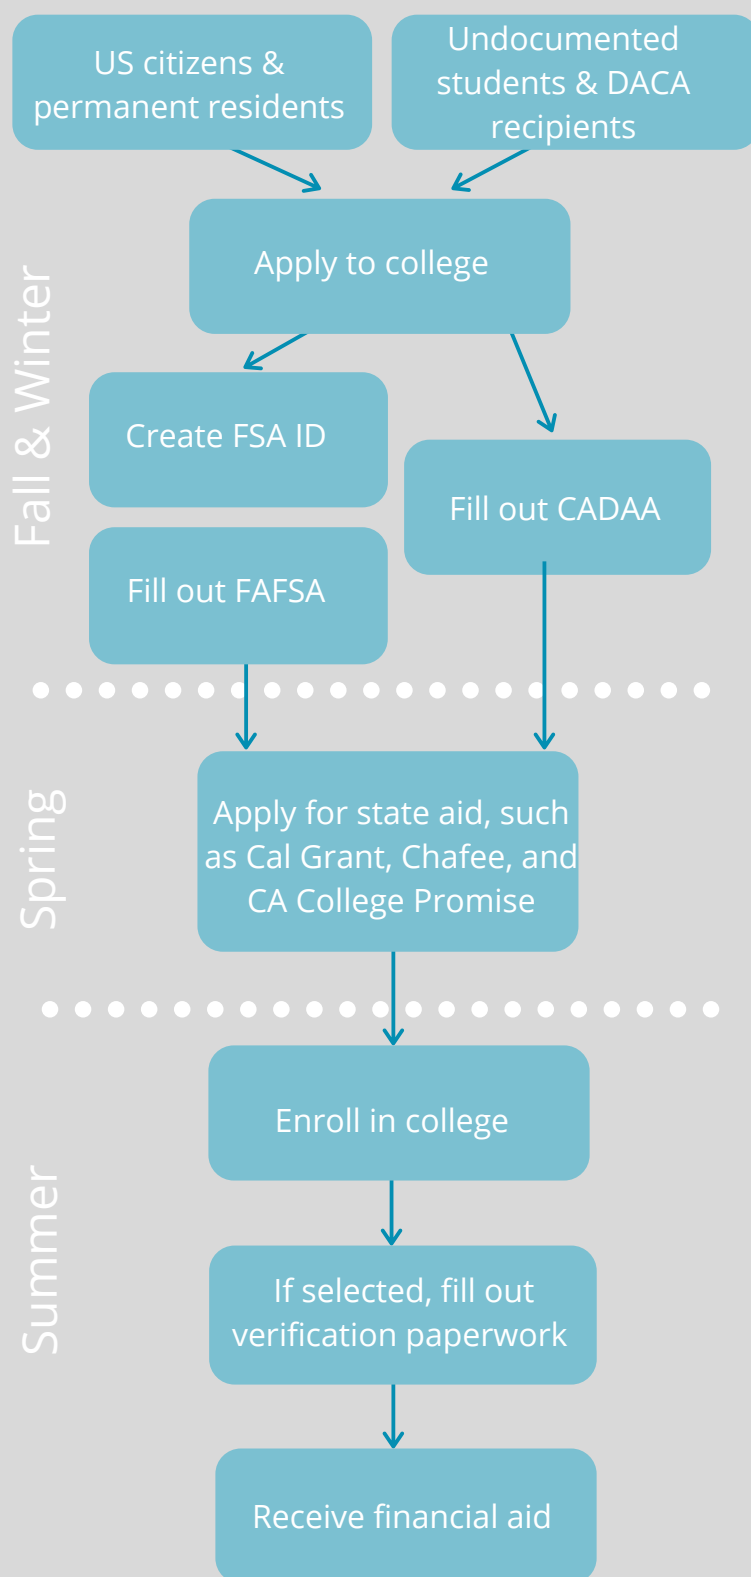 US citizens &
permanent residents
Undocumented
students & DACA
recipients
Fall & Winter
Apply to college
Create FSA ID
Fill out CADAA
Fill out FAFSA
Spring
Apply for state aid, such
as Cal Grant, Chafee, and
CA College Promise
Summer
Enroll in college
If selected, fill out
verification paperwork
Receive financial aid